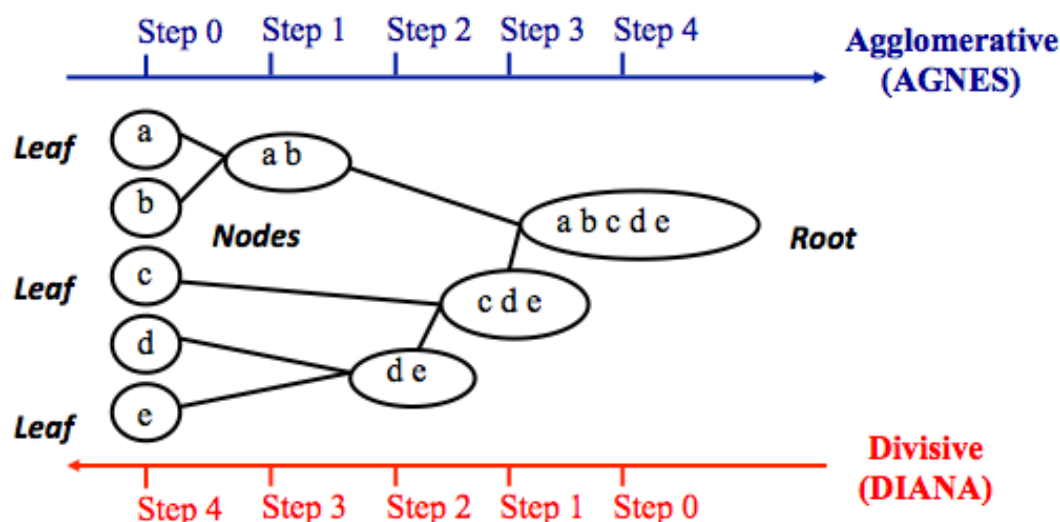 Step 0 Step 1 Step 2 Step 3 Step 4
Agglomerative
(AGNES)
Leaf
a
a b
b
Nodes
a b c d e
Root
Leaf
c
c d e
d
d e
Leaf
e
Divisive
(DIANA)
Step 4 Step 3 Step 2 Step 1 Step 0